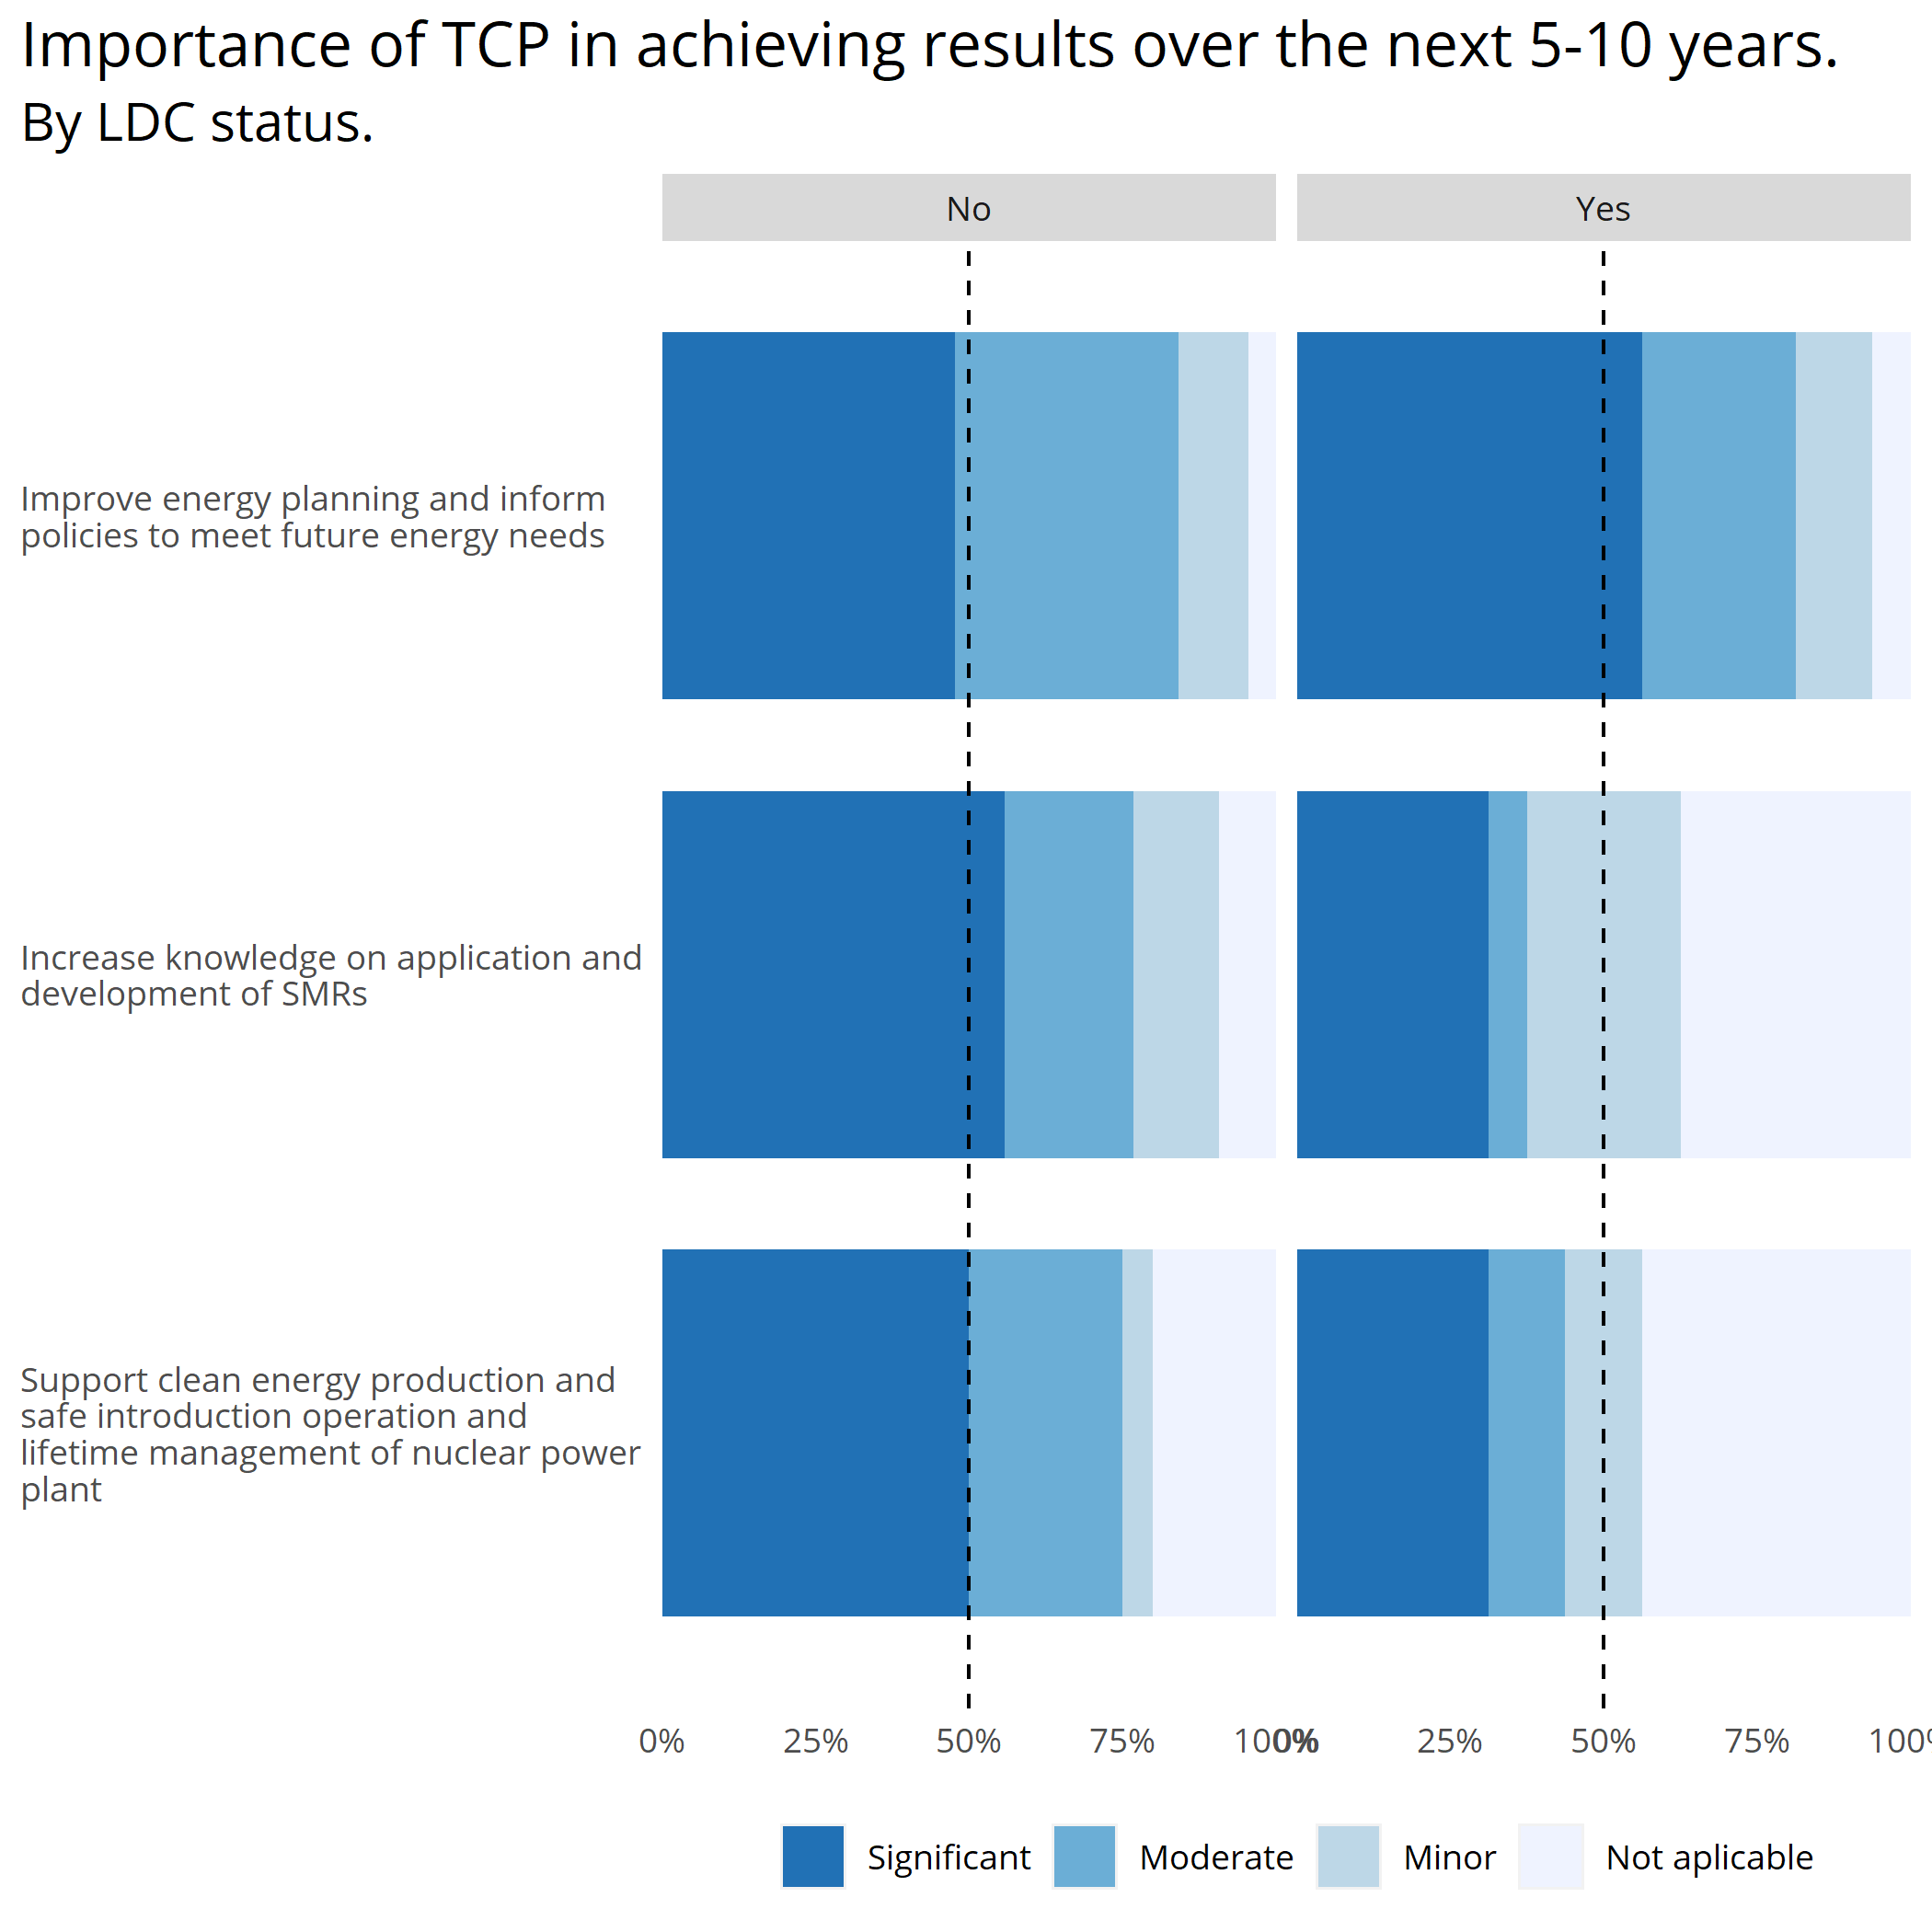 Importance of TCP in achieving results over the next 5-10 years.
By LDC status.
No
Yes
Improve energy planning and inform
policies to meet future energy needs
Increase knowledge on application and
development of SMRs
Support clean energy production and
safe introduction operation and
lifetime management of nuclear power
plant
0% 25% 50% 75% 100%
0% 25% 50% 75% 100%
Significant Moderate Minor Not aplicable